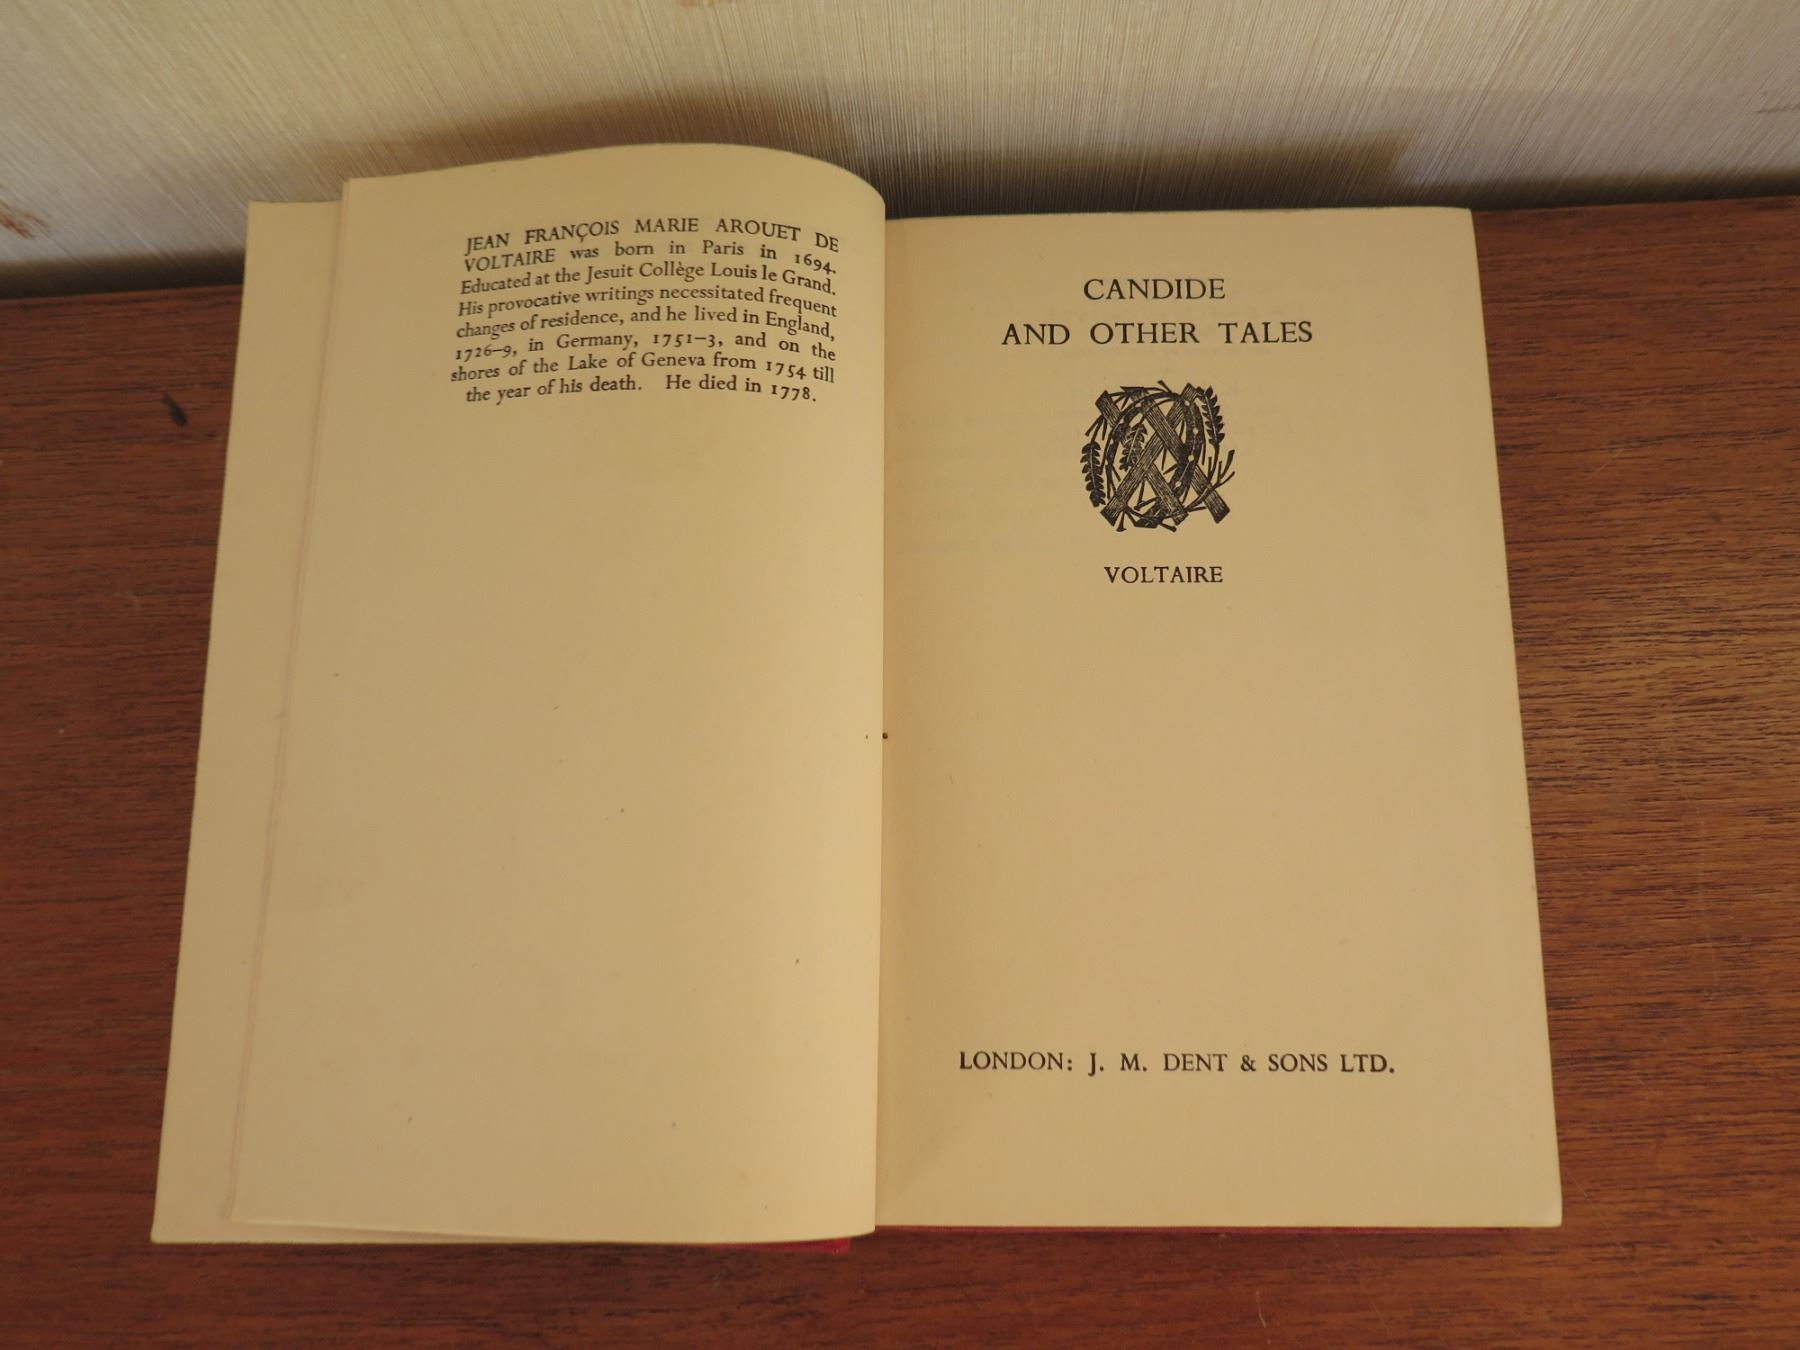 JEAN FRANÇOIS MARIE AROUET DE
VOLTAIRE was born in Paris in 1694.
Educated at the Jesuit Collège Louis le Grand.
His provocative writings necessitated frequent
changes of residence, and he lived in England,
1726–9, in Germany, 1751–3, and on the
shores of the Lake of Geneva from 1754 till
the year of his death. He died in 1778.
CANDIDE
AND OTHER TALES
VOLTAIRE
LONDON: J. M. DENT & SONS LTD.